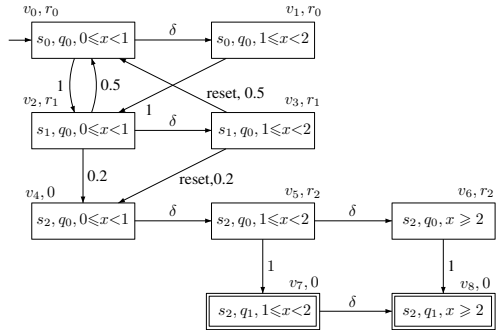 v₀, r₀
v₁, r₀
s₀, q₀, 0⩽x<1
δ
s₀, q₀, 1⩽x<2
1
0.5
reset, 0.5
v₂, r₁
1
v₃, r₁
s₁, q₀, 0⩽x<1
δ
s₁, q₀, 1⩽x<2
0.2
reset,0.2
v₄, 0
v₅, r₂
v₆, r₂
s₂, q₀, 0⩽x<1
δ
s₂, q₀, 1⩽x<2
δ
s₂, q₀, x ⩾ 2
1
1
v₇, 0
v₈, 0
s₂, q₁, 1⩽x<2
δ
s₂, q₁, x ⩾ 2